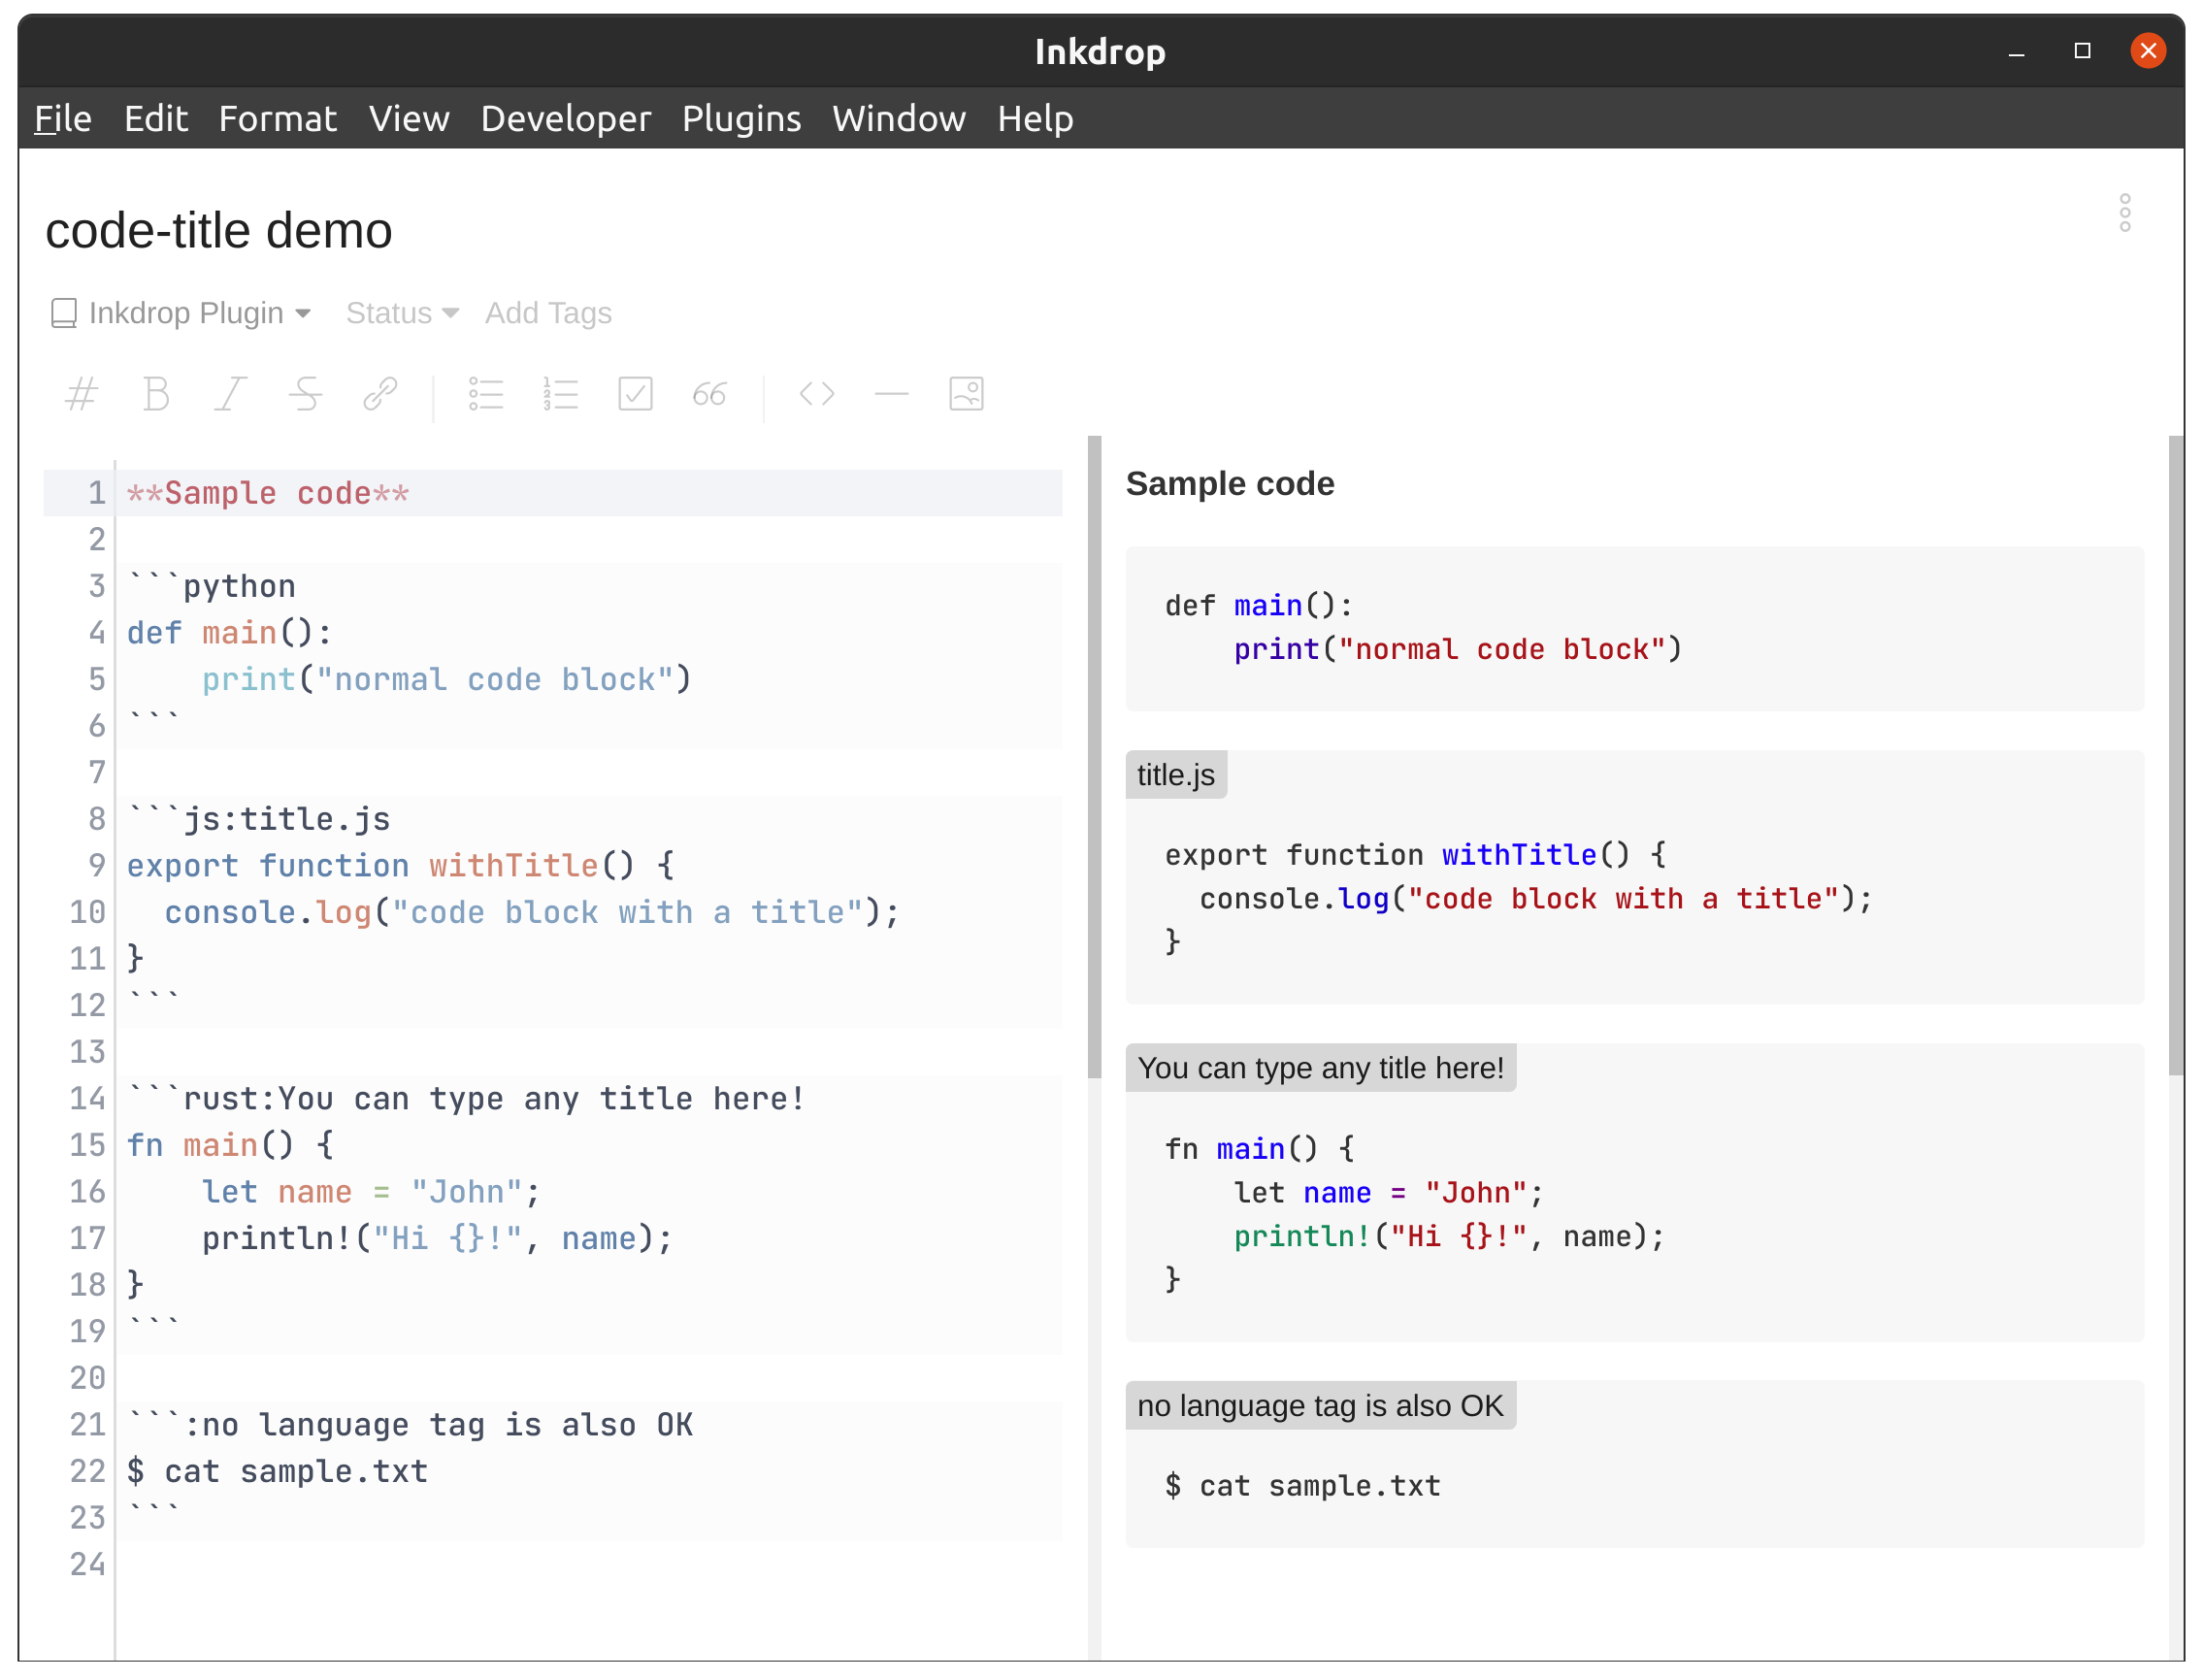 Inkdrop
File Edit Format View Developer Plugins Window Help
code-title demo
Inkdrop Plugin Status Add Tags
1 **Sample code**
2
3 ```python
4 def main():
5     print("normal code block")
6 ```
7
8 ```js:title.js
9 export function withTitle() {
10   console.log("code block with a title");
11 }
12 ```
13
14 ```rust:You can type any title here!
15 fn main() {
16     let name = "John";
17     println!("Hi {}!", name);
18 }
19 ```
20
21 ```:no language tag is also OK
22 $ cat sample.txt
23 ```
24
Sample code
def main():
    print("normal code block")
title.js
export function withTitle() {
  console.log("code block with a title");
}
You can type any title here!
fn main() {
    let name = "John";
    println!("Hi {}!", name);
}
no language tag is also OK
$ cat sample.txt